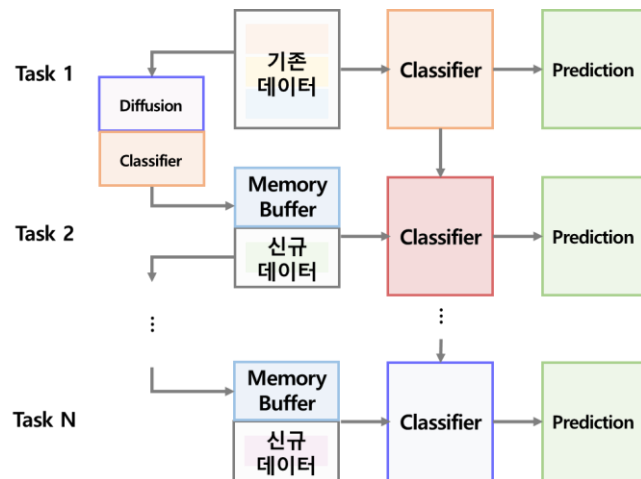 Task 1
기존
데이터
Classifier
Prediction
Diffusion
Classifier
Task 2
Memory
Buffer
신규
데이터
Classifier
Prediction
⋮
⋮
Task N
Memory
Buffer
신규
데이터
Classifier
Prediction